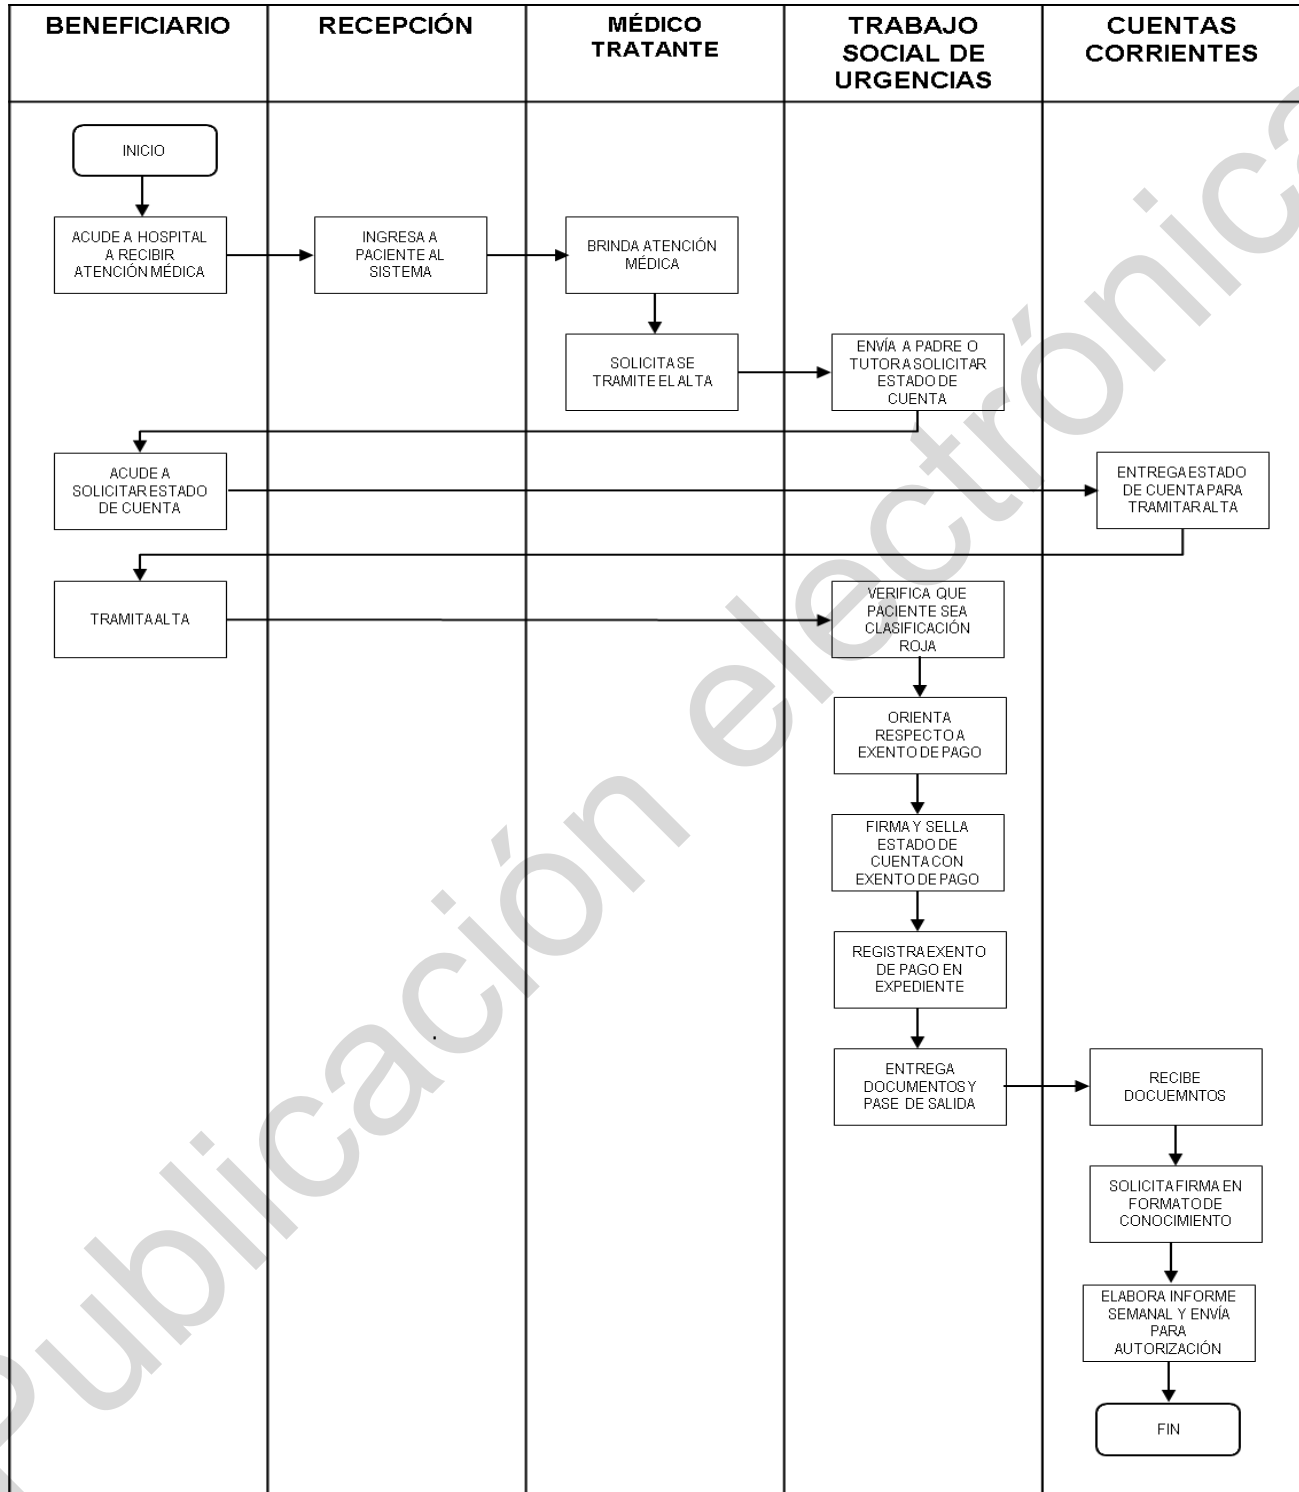 BENEFICIARIO
RECEPCIÓN
MÉDICO
TRATANTE
TRABAJO
SOCIAL DE
URGENCIAS
CUENTAS
CORRIENTES
INICIO
ACUDE A HOSPITAL
A RECIBIR
ATENCIÓN MÉDICA
INGRESA A
PACIENTE AL
SISTEMA
BRINDA ATENCIÓN
MÉDICA
SOLICITA SE
TRAMITE EL ALTA
ENVÍA A PADRE O
TUTOR A SOLICITAR
ESTADO DE
CUENTA
ACUDE A
SOLICITAR ESTADO
DE CUENTA
ENTREGA ESTADO
DE CUENTA PARA
TRAMITAR ALTA
TRAMITA ALTA
VERIFICA QUE
PACIENTE SEA
CLASIFICACIÓN
ROJA
ORIENTA
RESPECTO A
EXENTO DE PAGO
FIRMA Y SELLA
ESTADO DE
CUENTA CON
EXENTO DE PAGO
REGISTRA EXENTO
DE PAGO EN
EXPEDIENTE
ENTREGA
DOCUMENTOS Y
PASE DE SALIDA
RECIBE
DOCUEMNTOS
SOLICITA FIRMA EN
FORMATO DE
CONOCIMIENTO
ELABORA INFORME
SEMANAL Y ENVÍA
PARA
AUTORIZACIÓN
FIN
Publicación electrónica